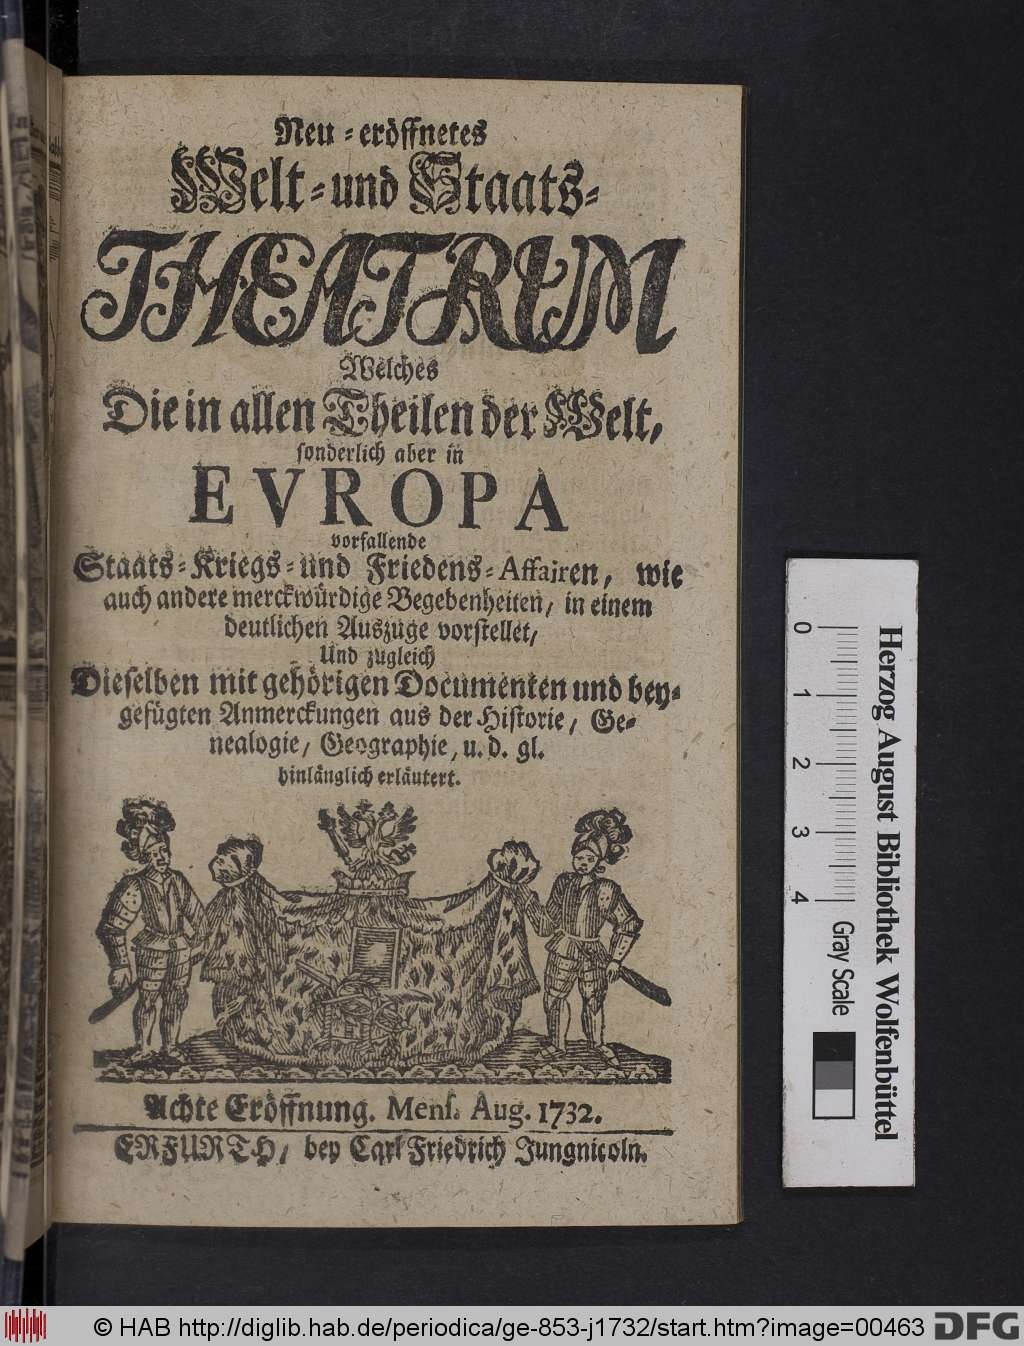 Neu-eröffnetes
Welt-und Staats-
THEATRUM
Welches
Die in allen Theilen der Welt,
sonderlich aber in
EVROPA
vorfallende
Staats-Kriegs-und Friedens-Affairen, wie
auch andere merckwürdige Begebenheiten, in einem
deutlichen Auszuge vorstellet,
Und zugleich
Dieselben mit gehörigen Documenten und bey-
gefügten Anmerckungen aus der Historie, Ge-
nealogie, Geographie, u. d. gl.
hinlänglich erläutert.
Achte Eröffnung. Mens. Aug. 1732.
ERFURTH, bey Carl Friedrich Jungnicoln.
0 1 2 3 4 Gray Scale
Herzog August Bibliothek Wolfenbüttel
© HAB http://diglib.hab.de/periodica/ge-853-j1732/start.htm?image=00463
DFG